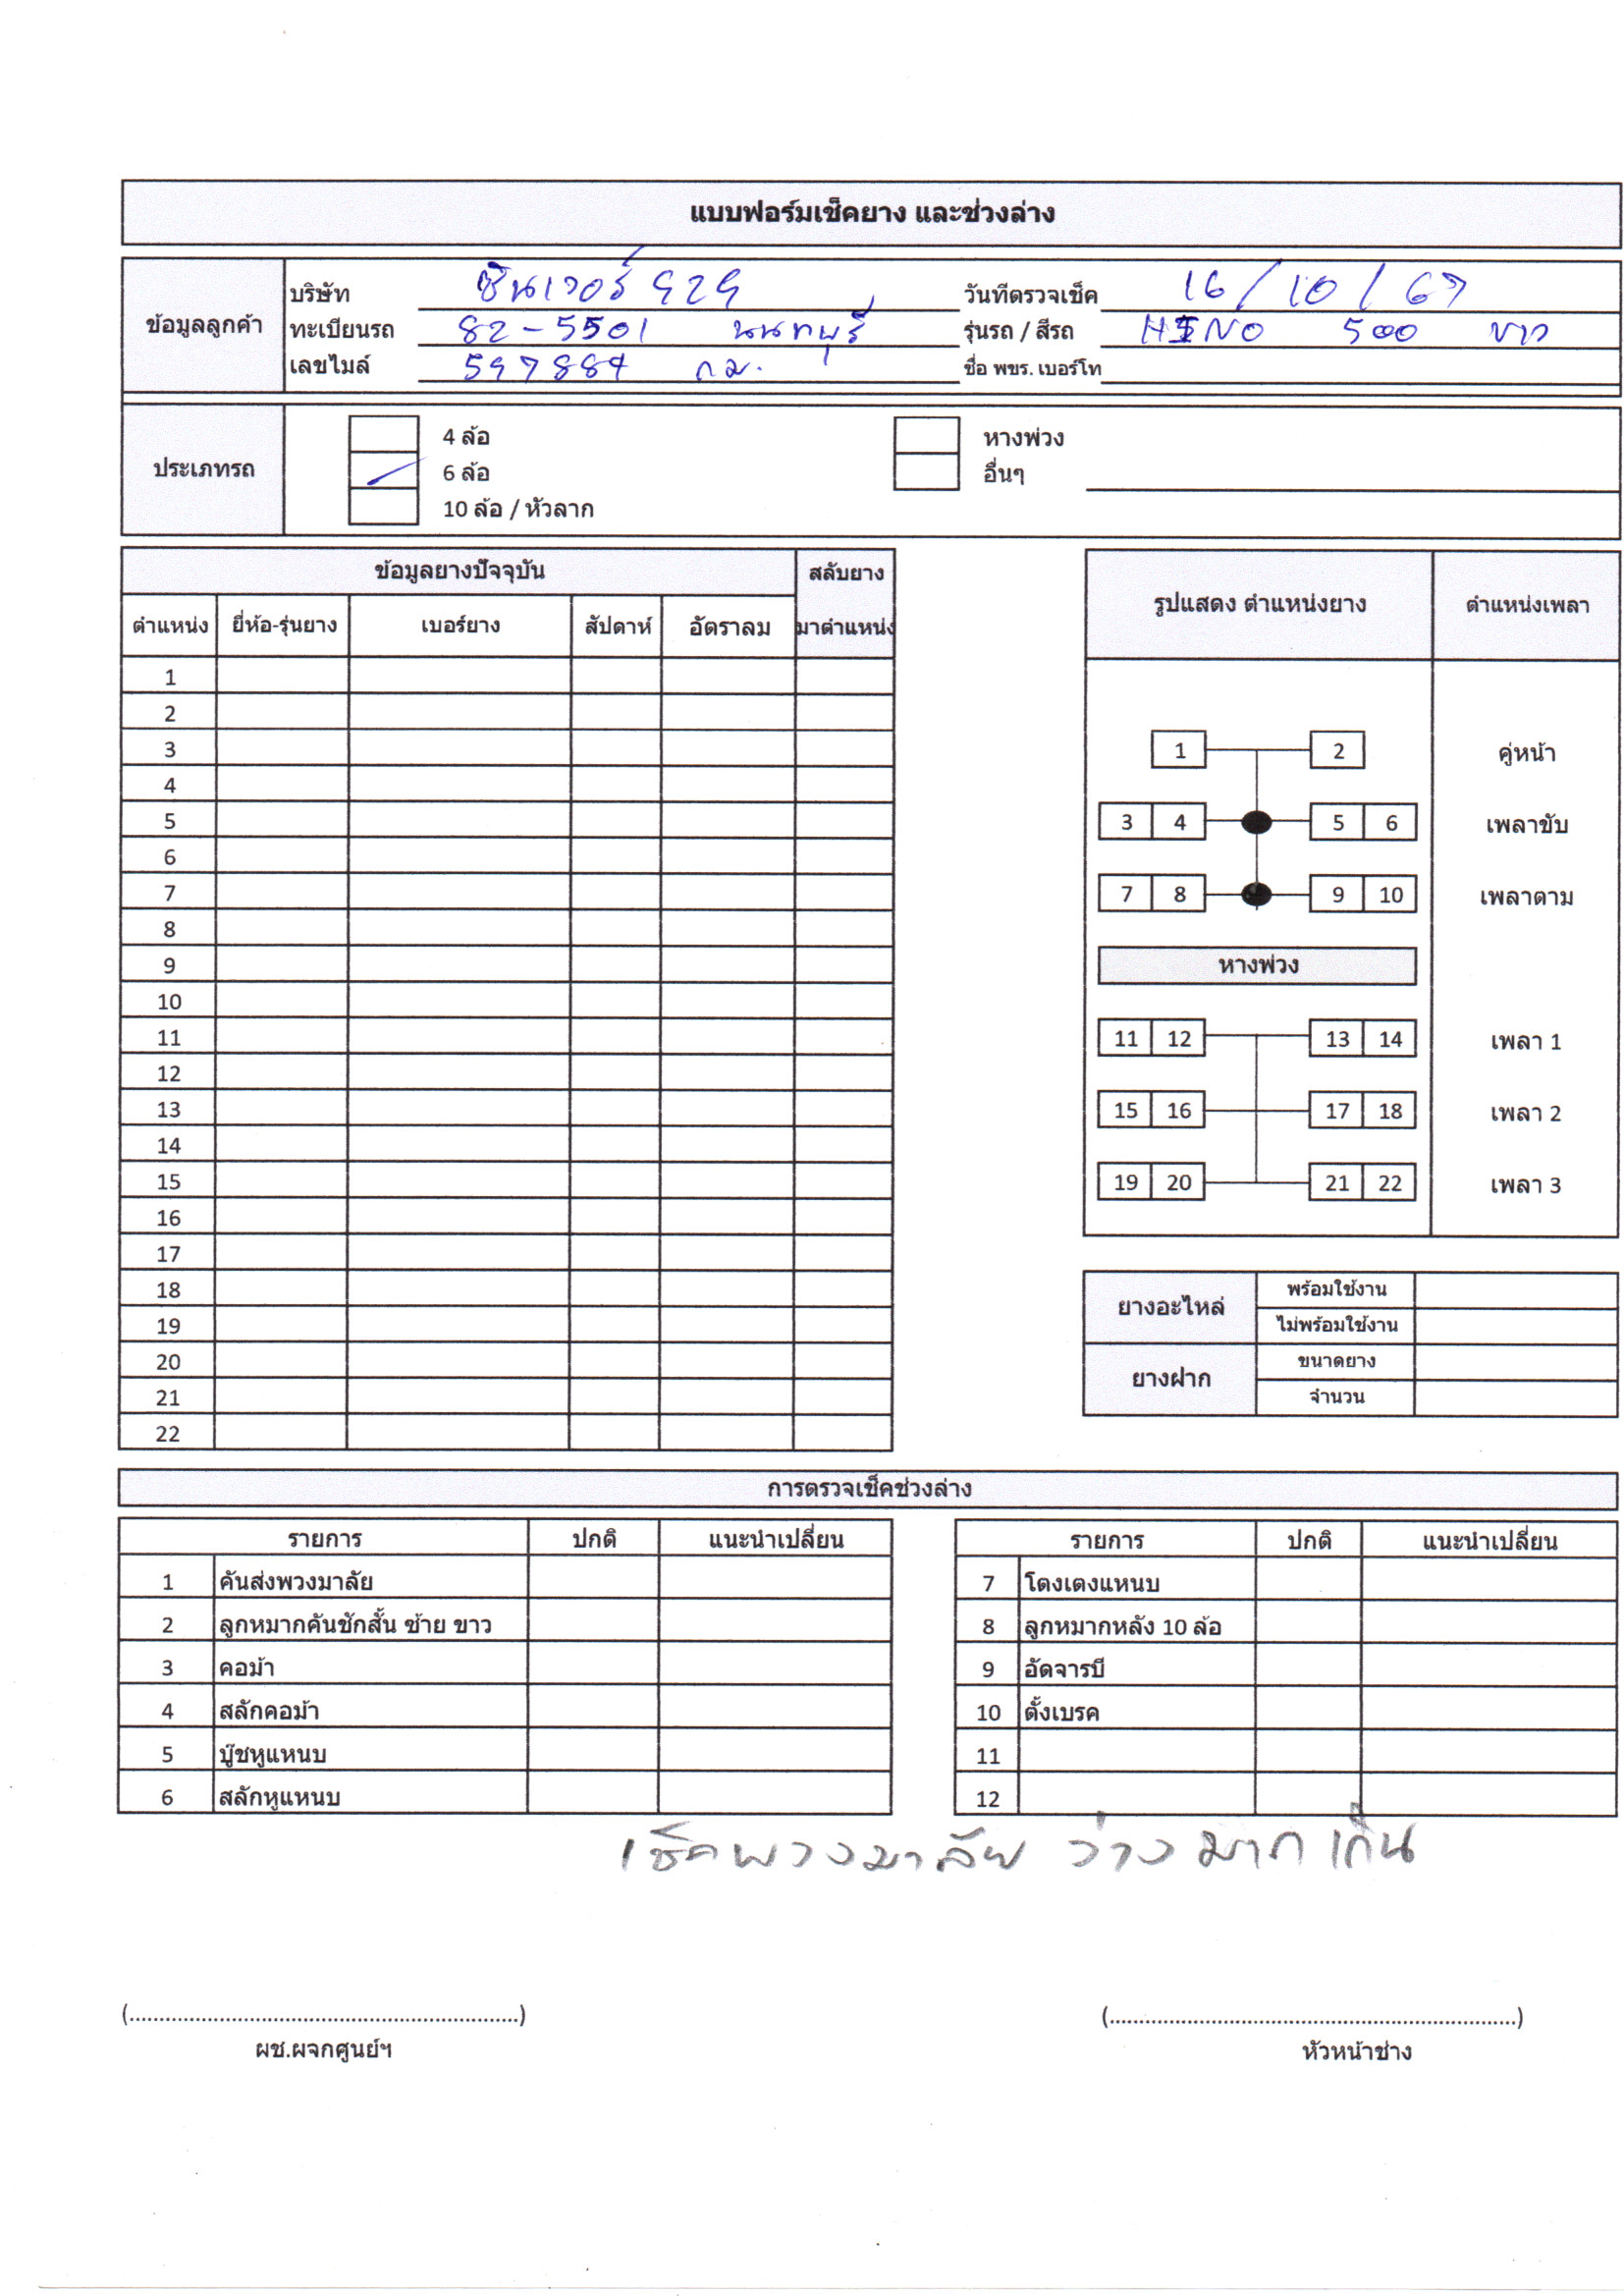 แบบฟอร์มเช็คยาง และช่วงล่าง
ข้อมูลลูกค้า
บริษัท ซินเวอร์ 929 วันทีตรวจเช็ค 16/10/67
ทะเบียนรถ 82-5501 นนทบุรี รุ่นรถ / สีรถ HINO 500 ขาว
เลขไมล์ 597884 กม. ชื่อ พขร. เบอร์โท
ประเภทรถ
4 ล้อ หางพ่วง
6 ล้อ อื่นๆ
10 ล้อ / หัวลาก
ข้อมูลยางปัจจุบัน สลับยาง
ตำแหน่ง ยี่ห้อ-รุ่นยาง เบอร์ยาง สัปดาห์ อัตราลม มาตำแหน่ง
1
2
3
4
5
6
7
8
9
10
11
12
13
14
15
16
17
18
19
20
21
22
รูปแสดง ตำแหน่งยาง ตำแหน่งเพลา
1 2 คู่หน้า
3 4 5 6 เพลาขับ
7 8 9 10 เพลาตาม
หางพ่วง
11 12 13 14 เพลา 1
15 16 17 18 เพลา 2
19 20 21 22 เพลา 3
ยางอะไหล่ พร้อมใช้งาน
ไม่พร้อมใช้งาน
ยางฝาก ขนาดยาง
จำนวน
การตรวจเช็คช่วงล่าง
รายการ ปกติ แนะนำเปลี่ยน รายการ ปกติ แนะนำเปลี่ยน
1 คันส่งพวงมาลัย 7 โตงเตงแหนบ
2 ลูกหมากคันชักสั้น ซ้าย ขาว 8 ลูกหมากหลัง 10 ล้อ
3 คอม้า 9 อัดจารบี
4 สลักคอม้า 10 ตั้งเบรค
5 บู๊ชหูแหนบ 11
6 สลักหูแหนบ 12
เช็คพวงมาลัย ว่างมากเกิน
(....................) (....................)
ผช.ผจกศูนย์ฯ หัวหน้าช่าง